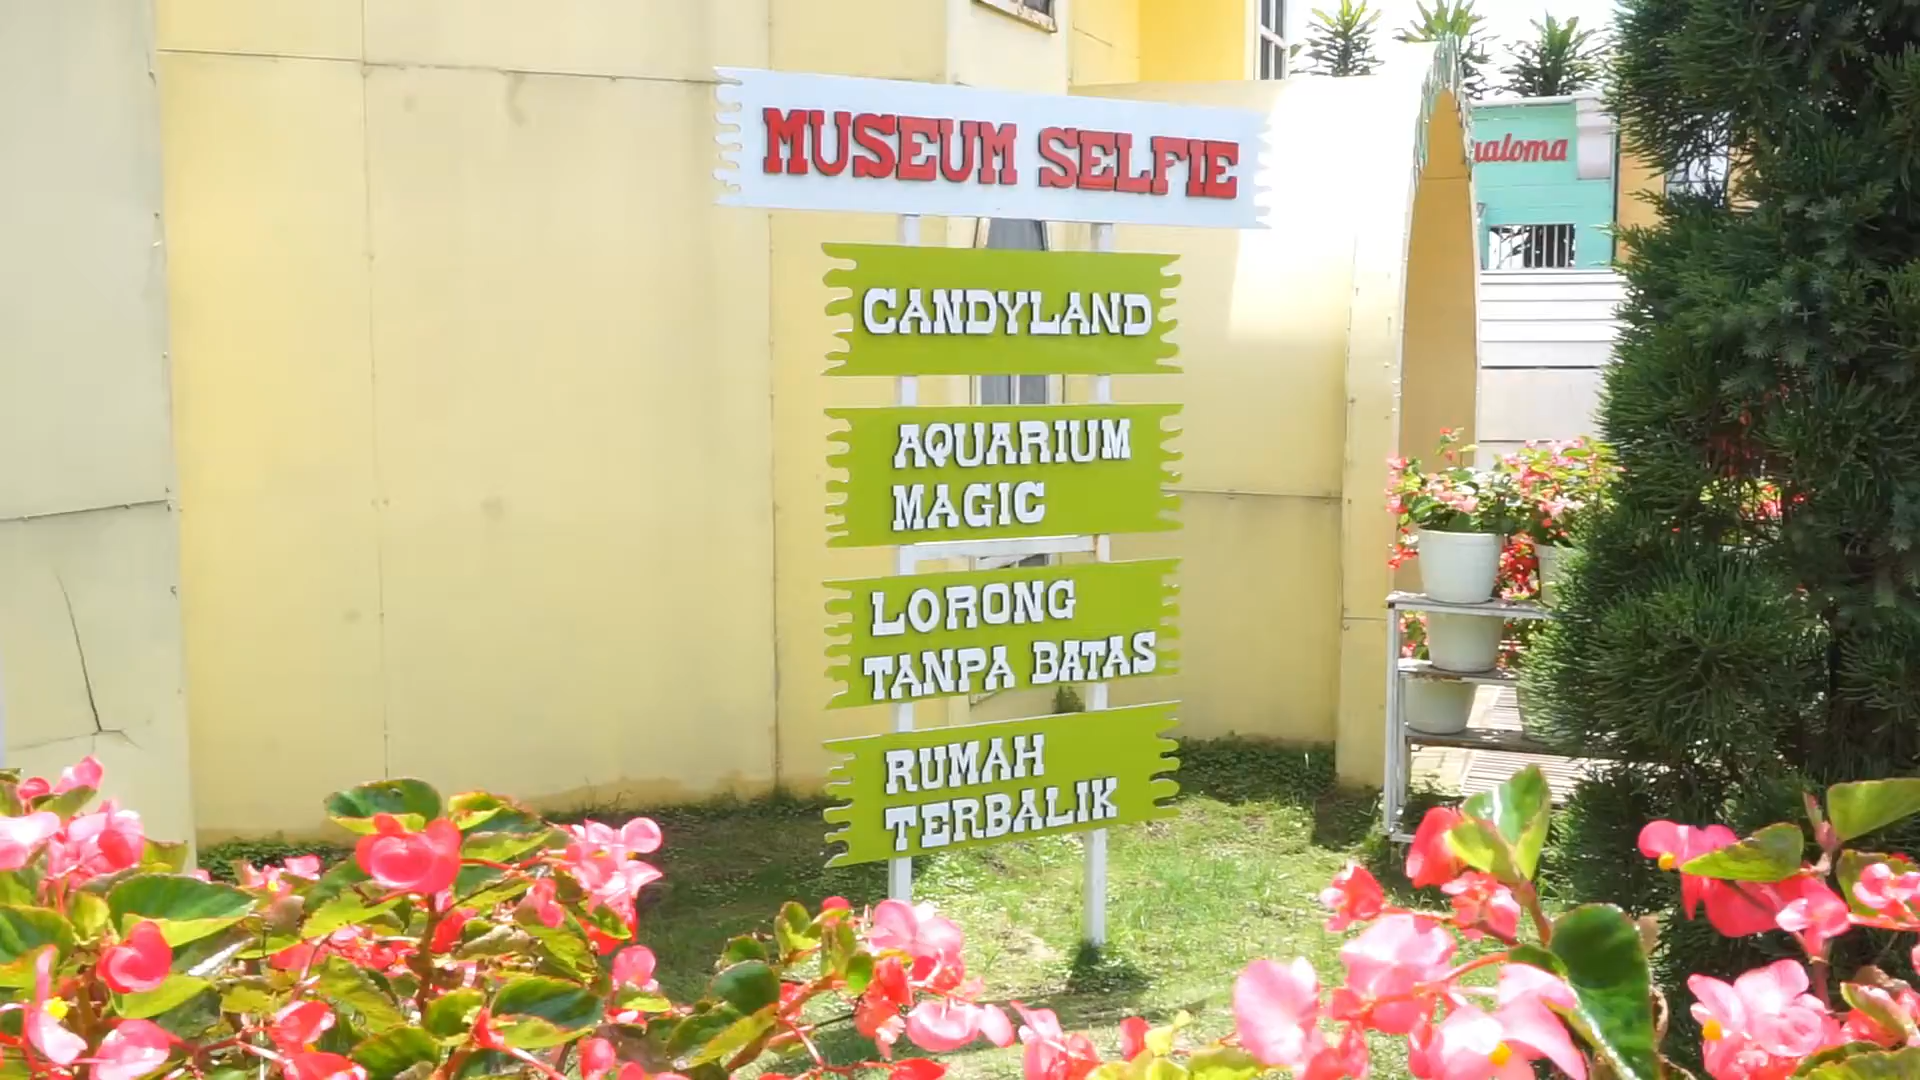 MUSEUM SELFIE
CANDYLAND
AQUARIUM
MAGIC
LORONG
TANPA BATAS
RUMAH
TERBALIK